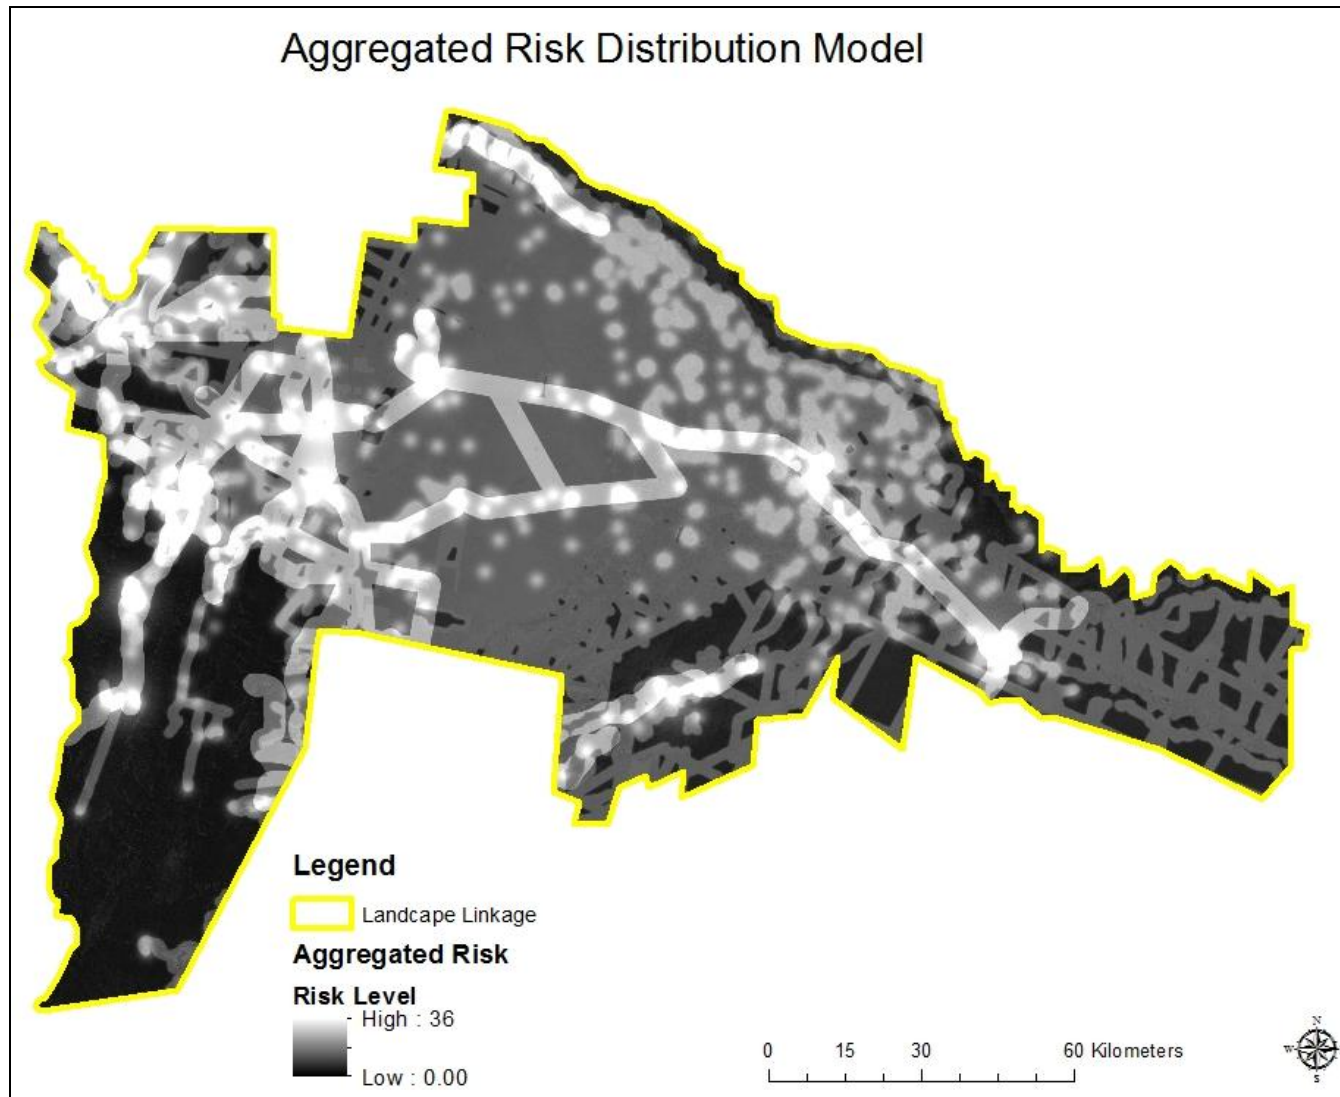 Aggregated Risk Distribution Model
Legend
Landscape Linkage
Aggregated Risk
Risk Level
High : 36
Low : 0.00
0 15 30 60 Kilometers
N
W
S